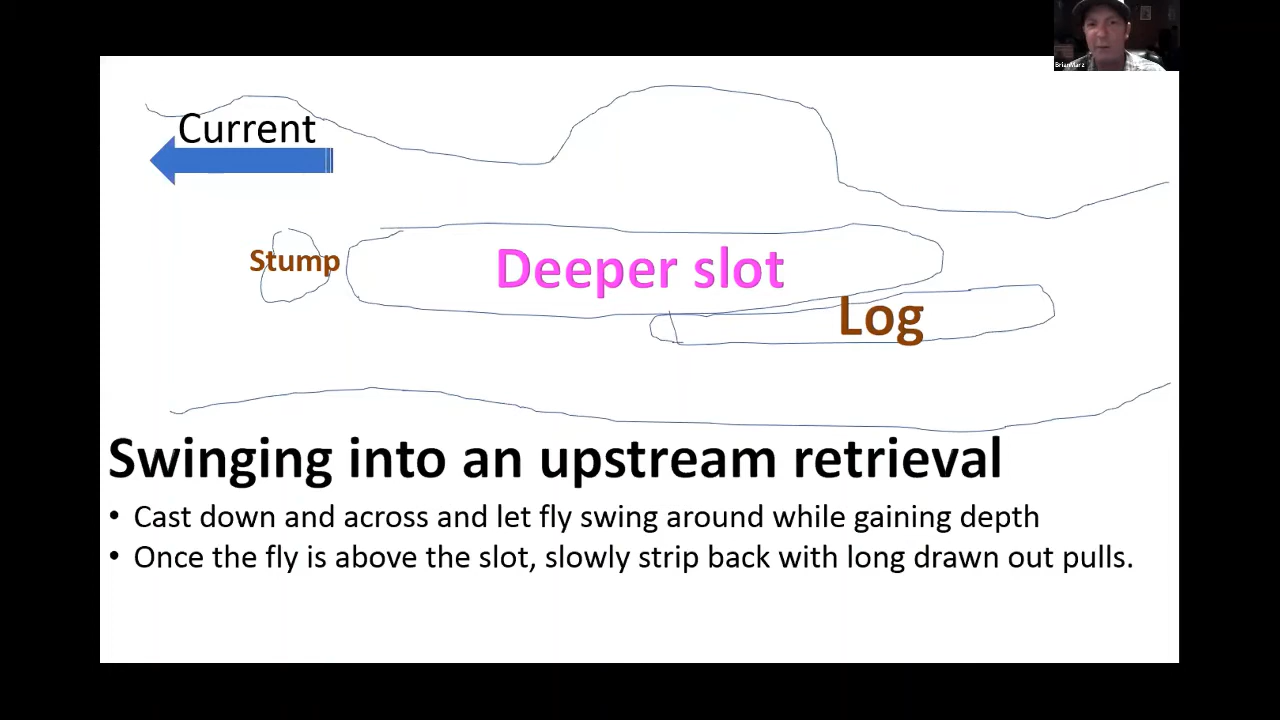 BrianMarz
Current
Stump
Deeper slot
Log
Swinging into an upstream retrieval
• Cast down and across and let fly swing around while gaining depth
• Once the fly is above the slot, slowly strip back with long drawn out pulls.